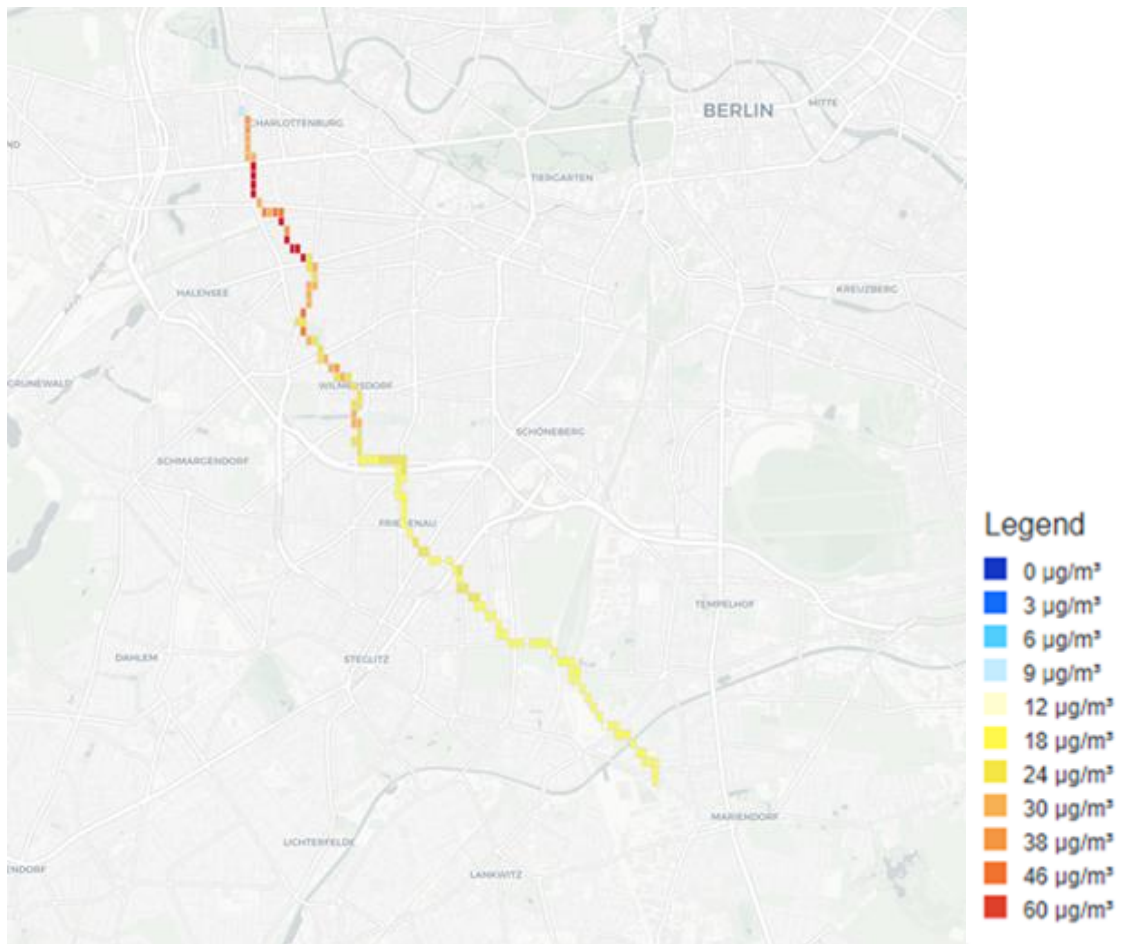 BERLIN
MITTE
CHARLOTTENBURG
ND
TIERGARTEN
KREUZBERG
HALENSEE
GRUNEWALD
WILMERSDORF
SCHÖNEBERG
SCHMARGENDORF
FRIEDENAU
Legend
0 µg/m³
3 µg/m³
TEMPELHOF
6 µg/m³
DAHLEM
STEGLITZ
9 µg/m³
12 µg/m³
18 µg/m³
24 µg/m³
30 µg/m³
MARIENDORF
38 µg/m³
LICHTERFELDE
46 µg/m³
ENDORF
LANKWITZ
60 µg/m³